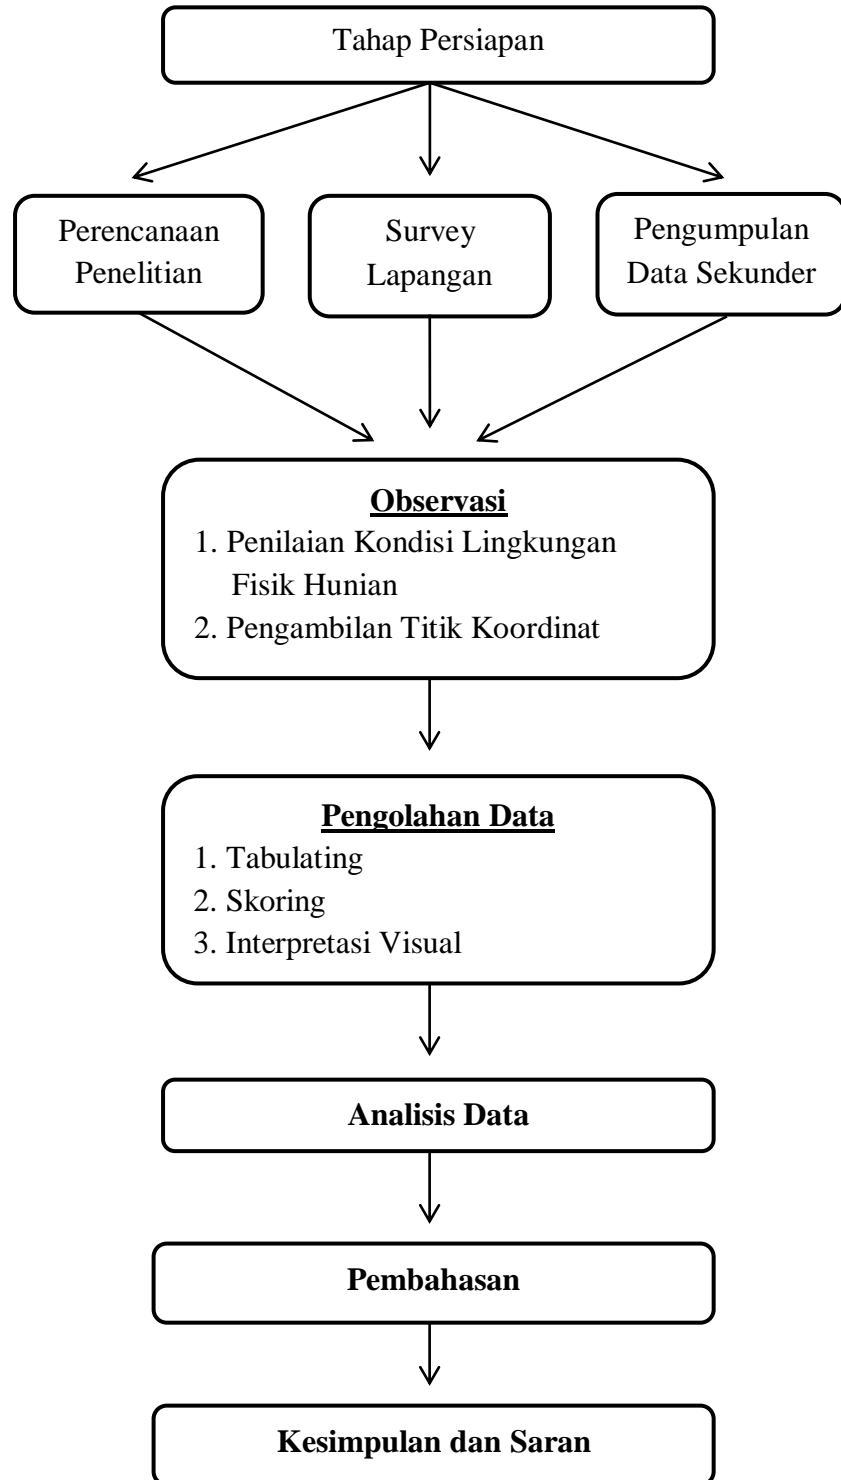 Tahap Persiapan
Perencanaan
Penelitian
Survey
Lapangan
Pengumpulan
Data Sekunder
Observasi
1. Penilaian Kondisi Lingkungan
Fisik Hunian
2. Pengambilan Titik Koordinat
Pengolahan Data
1. Tabulating
2. Skoring
3. Interpretasi Visual
Analisis Data
Pembahasan
Kesimpulan dan Saran